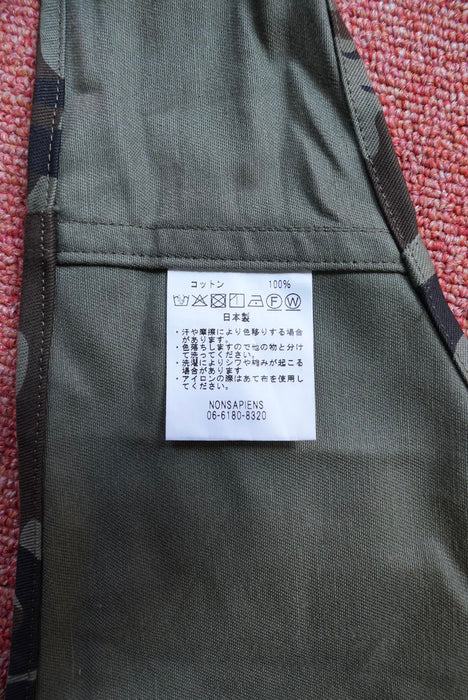 コットン 100%
F W
日本製
・汗や摩擦により色移りする場合
があります。
・色落ちしますので他の物と分け
て洗ってください。
・洗濯によりシワや縮みが起こる
場合があります
・アイロンの際はあて布を使用し
てください。
NONSAPIENS
06-6180-8320